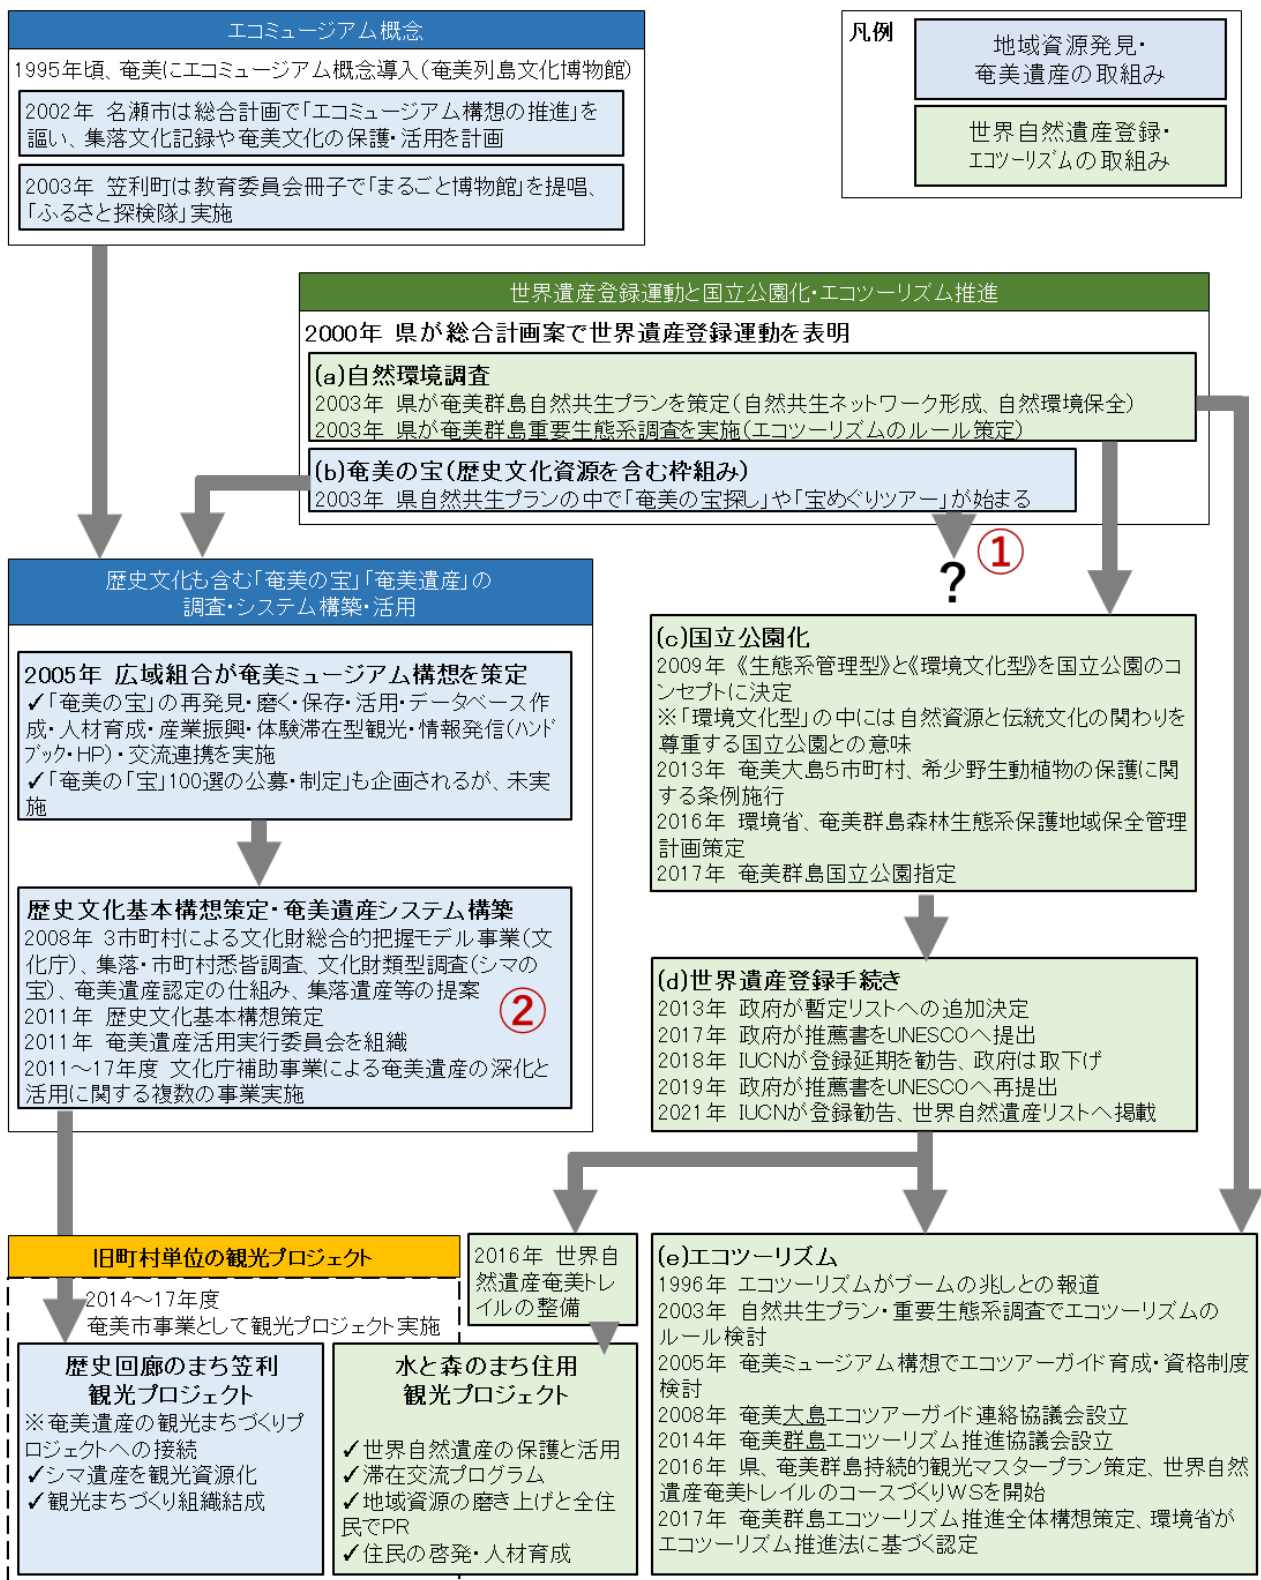 エコミュージアム概念
1995年頃、奄美にエコミュージアム概念導入(奄美列島文化博物館)
2002年 名瀬市は総合計画で「エコミュージアム構想の推進」を
謳い、集落文化記録や奄美文化の保護・活用を計画
2003年 笠利町は教育委員会冊子で「まるごと博物館」を提唱、
「ふるさと探検隊」実施
凡例
地域資源発見・
奄美遺産の取組み
世界自然遺産登録・
エコツーリズムの取組み
世界遺産登録運動と国立公園化・エコツーリズム推進
2000年 県が総合計画案で世界遺産登録運動を表明
(a)自然環境調査
2003年 県が奄美群島自然共生プランを策定(自然共生ネットワーク形成、自然環境保全)
2003年 県が奄美群島重要生態系調査を実施(エコツーリズムのルール策定)
(b)奄美の宝(歴史文化資源を含む枠組み)
2003年 県自然共生プランの中で「奄美の宝探し」や「宝めぐりツアー」が始まる
①
?
歴史文化も含む「奄美の宝」「奄美遺産」の
調査・システム構築・活用
2005年 広域組合が奄美ミュージアム構想を策定
✓「奄美の宝」の再発見・磨く・保存・活用・データベース作
成・人材育成・産業振興・体験滞在型観光・情報発信(ハンド
ブック・HP)・交流連携を実施
✓「奄美の「宝」100選の公募・制定」も企画されるが、未実
施
歴史文化基本構想策定・奄美遺産システム構築
2008年 3市町村による文化財総合的把握モデル事業(文
化庁)、集落・市町村悉皆調査、文化財類型調査(シマの
宝)、奄美遺産認定の仕組み、集落遺産等の提案
2011年 歴史文化基本構想策定
2011年 奄美遺産活用実行委員会を組織
2011～17年度 文化庁補助事業による奄美遺産の深化と
活用に関する複数の事業実施
②
(c)国立公園化
2009年 《生態系管理型》と《環境文化型》を国立公園のコ
ンセプトに決定
※「環境文化型」の中には自然資源と伝統文化の関わりを
尊重する国立公園との意味
2013年 奄美大島5市町村、希少野生動植物の保護に関
する条例施行
2016年 環境省、奄美群島森林生態系保護地域保全管理
計画策定
2017年 奄美群島国立公園指定
(d)世界遺産登録手続き
2013年 政府が暫定リストへの追加決定
2017年 政府が推薦書をUNESCOへ提出
2018年 IUCNが登録延期を勧告、政府は取下げ
2019年 政府が推薦書をUNESCOへ再提出
2021年 IUCNが登録勧告、世界自然遺産リストへ掲載
旧町村単位の観光プロジェクト
2014～17年度
奄美市事業として観光プロジェクト実施
歴史回廊のまち笠利
観光プロジェクト
※奄美遺産の観光まちづくりプ
ロジェクトへの接続
✓シマ遺産を観光資源化
✓観光まちづくり組織結成
2016年 世界自
然遺産奄美トレ
イルの整備
水と森のまち住用
観光プロジェクト
✓世界自然遺産の保護と活用
✓滞在交流プログラム
✓地域資源の磨き上げと全住
民でPR
✓住民の啓発・人材育成
(e)エコツーリズム
1996年 エコツーリズムがブームの兆しとの報道
2003年 自然共生プラン・重要生態系調査でエコツーリズムの
ルール検討
2005年 奄美ミュージアム構想でエコツアーガイド育成・資格制度
検討
2008年 奄美大島エコツアーガイド連絡協議会設立
2014年 奄美群島エコツーリズム推進協議会設立
2016年 県、奄美群島持続的観光マスタープラン策定、世界自然
遺産奄美トレイルのコースづくりWSを開始
2017年 奄美群島エコツーリズム推進全体構想策定、環境省が
エコツーリズム推進法に基づく認定